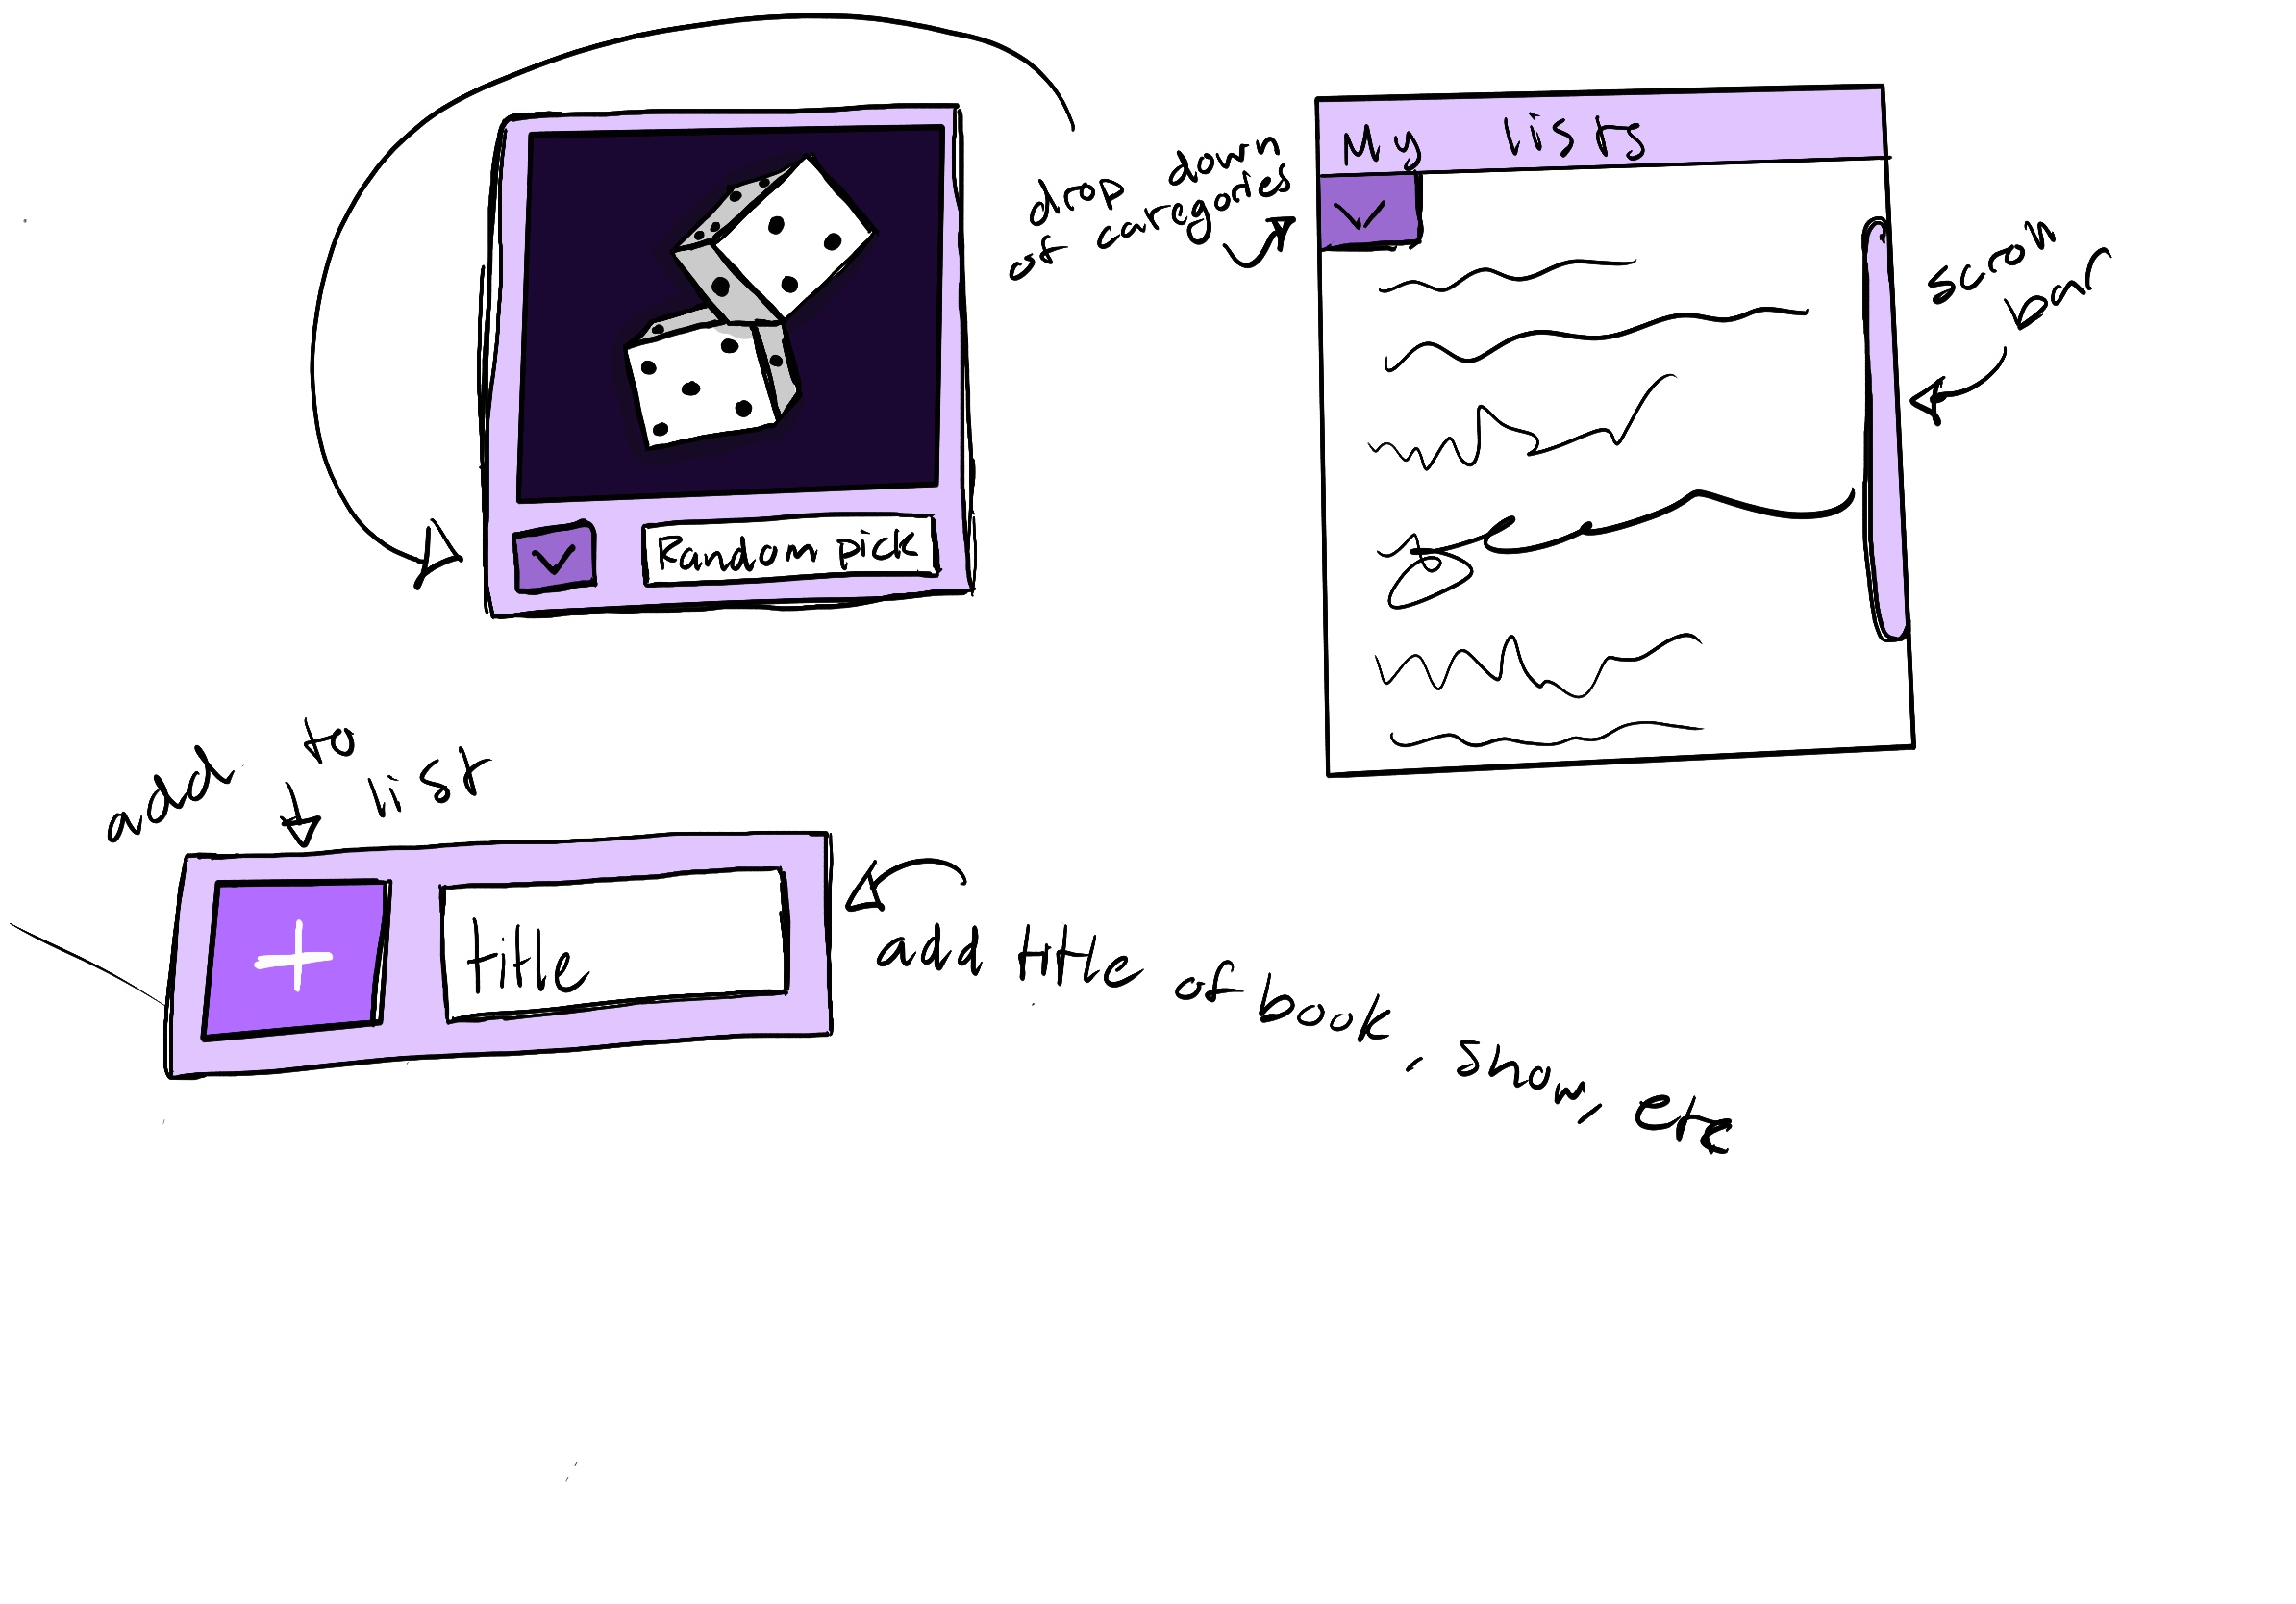 My lists
drop down
of caregories
scroll
bar
Random pick
add to
list
title
add title of book, show, etc